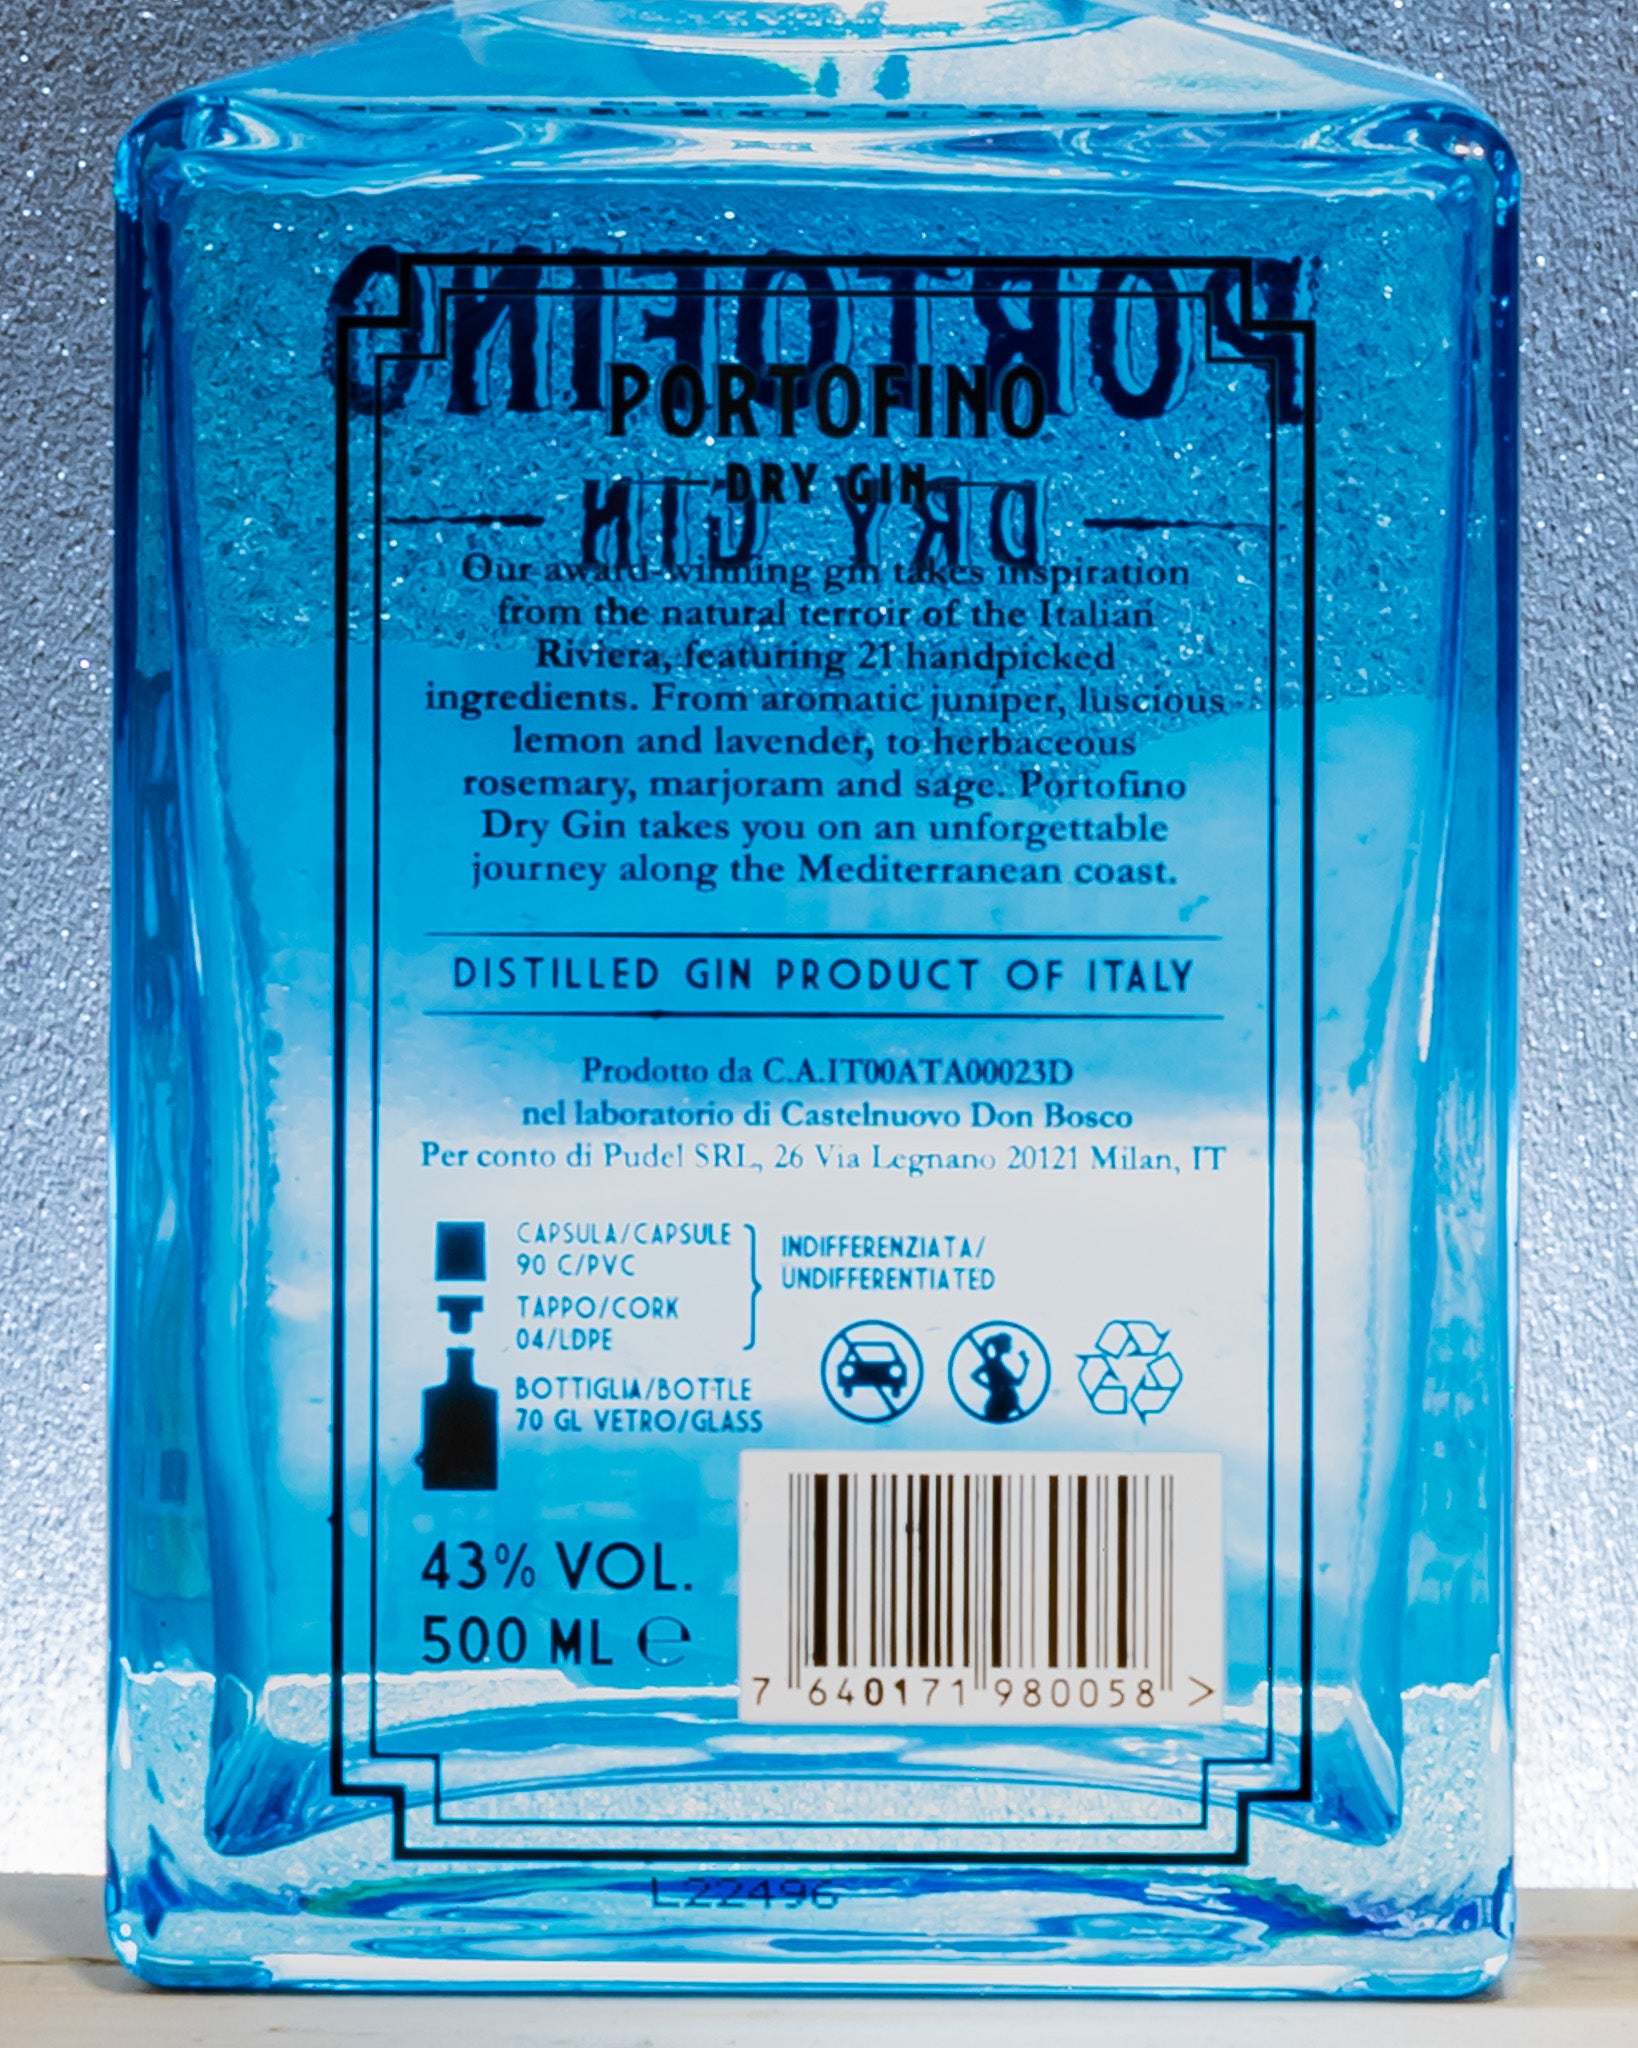 PORTOFINO
PORTOFINO
DRY GIN
DRY GIN
Our award-winning gin takes inspiration
from the natural terroir of the Italian
Riviera, featuring 21 handpicked
ingredients. From aromatic juniper, luscious
lemon and lavender, to herbaceous
rosemary, marjoram and sage. Portofino
Dry Gin takes you on an unforgettable
journey along the Mediterranean coast.
DISTILLED GIN PRODUCT OF ITALY
Prodotto da C.A.IT00ATA00023D
nel laboratorio di Castelnuovo Don Bosco
Per conto di Pudel SRL, 26 Via Legnano 20121 Milan, IT
CAPSULA/CAPSULE
90 C/PVC
TAPPO/CORK
04/LDPE
INDIFFERENZIATA/
UNDIFFERENTIATED
BOTTIGLIA/BOTTLE
70 GL VETRO/GLASS
43% VOL.
500 ML ℮
7 640171 980058 >
L22496